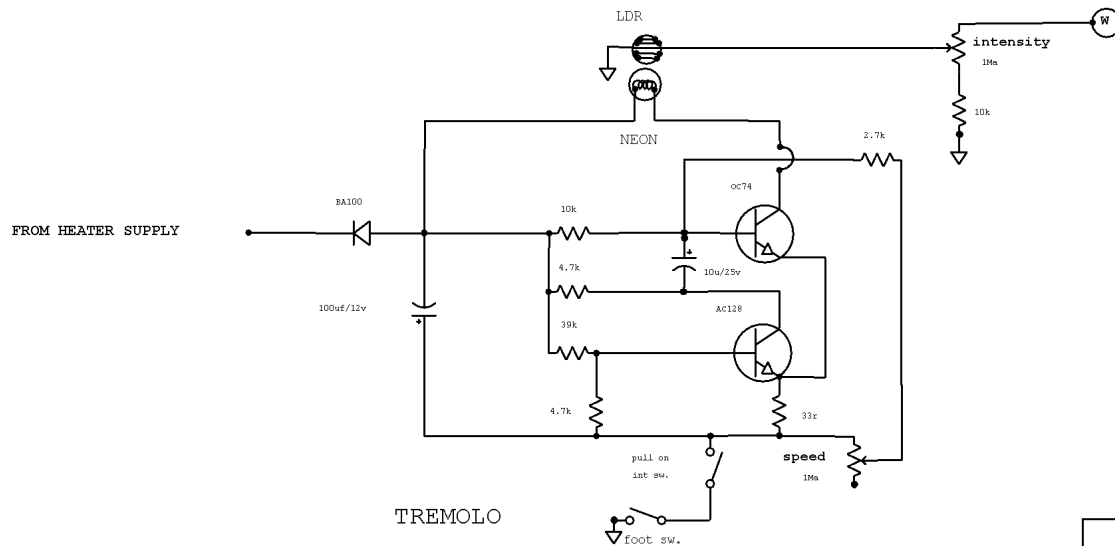 LDR
W
intensity
1Ma
10k
NEON
2.7k
OC74
BA100
10k
FROM HEATER SUPPLY
+
10u/25v
4.7k
100uf/12v
+
AC128
39k
4.7k
33r
pull on
int sw.
speed
1Ma
TREMOLO
foot sw.